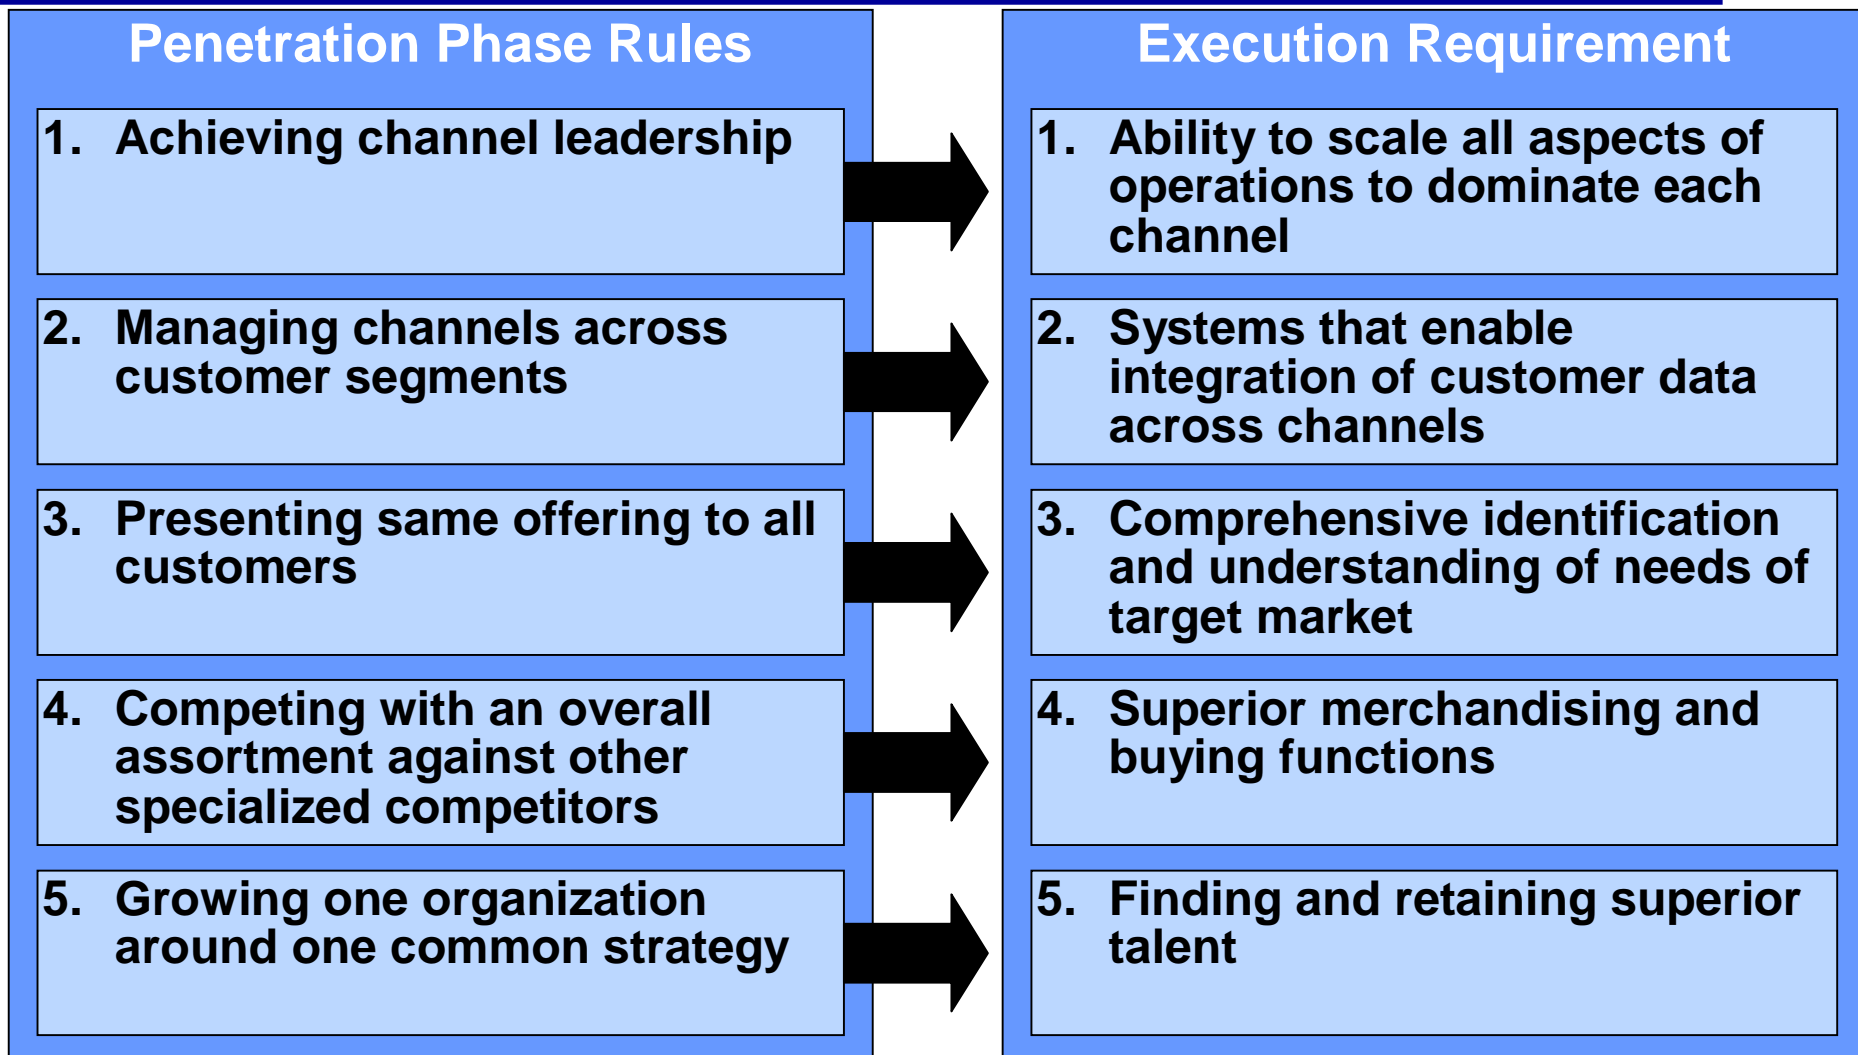 Penetration Phase Rules
1. Achieving channel leadership
2. Managing channels across
customer segments
3. Presenting same offering to all
customers
4. Competing with an overall
assortment against other
specialized competitors
5. Growing one organization
around one common strategy
Execution Requirement
1. Ability to scale all aspects of
operations to dominate each
channel
2. Systems that enable
integration of customer data
across channels
3. Comprehensive identification
and understanding of needs of
target market
4. Superior merchandising and
buying functions
5. Finding and retaining superior
talent